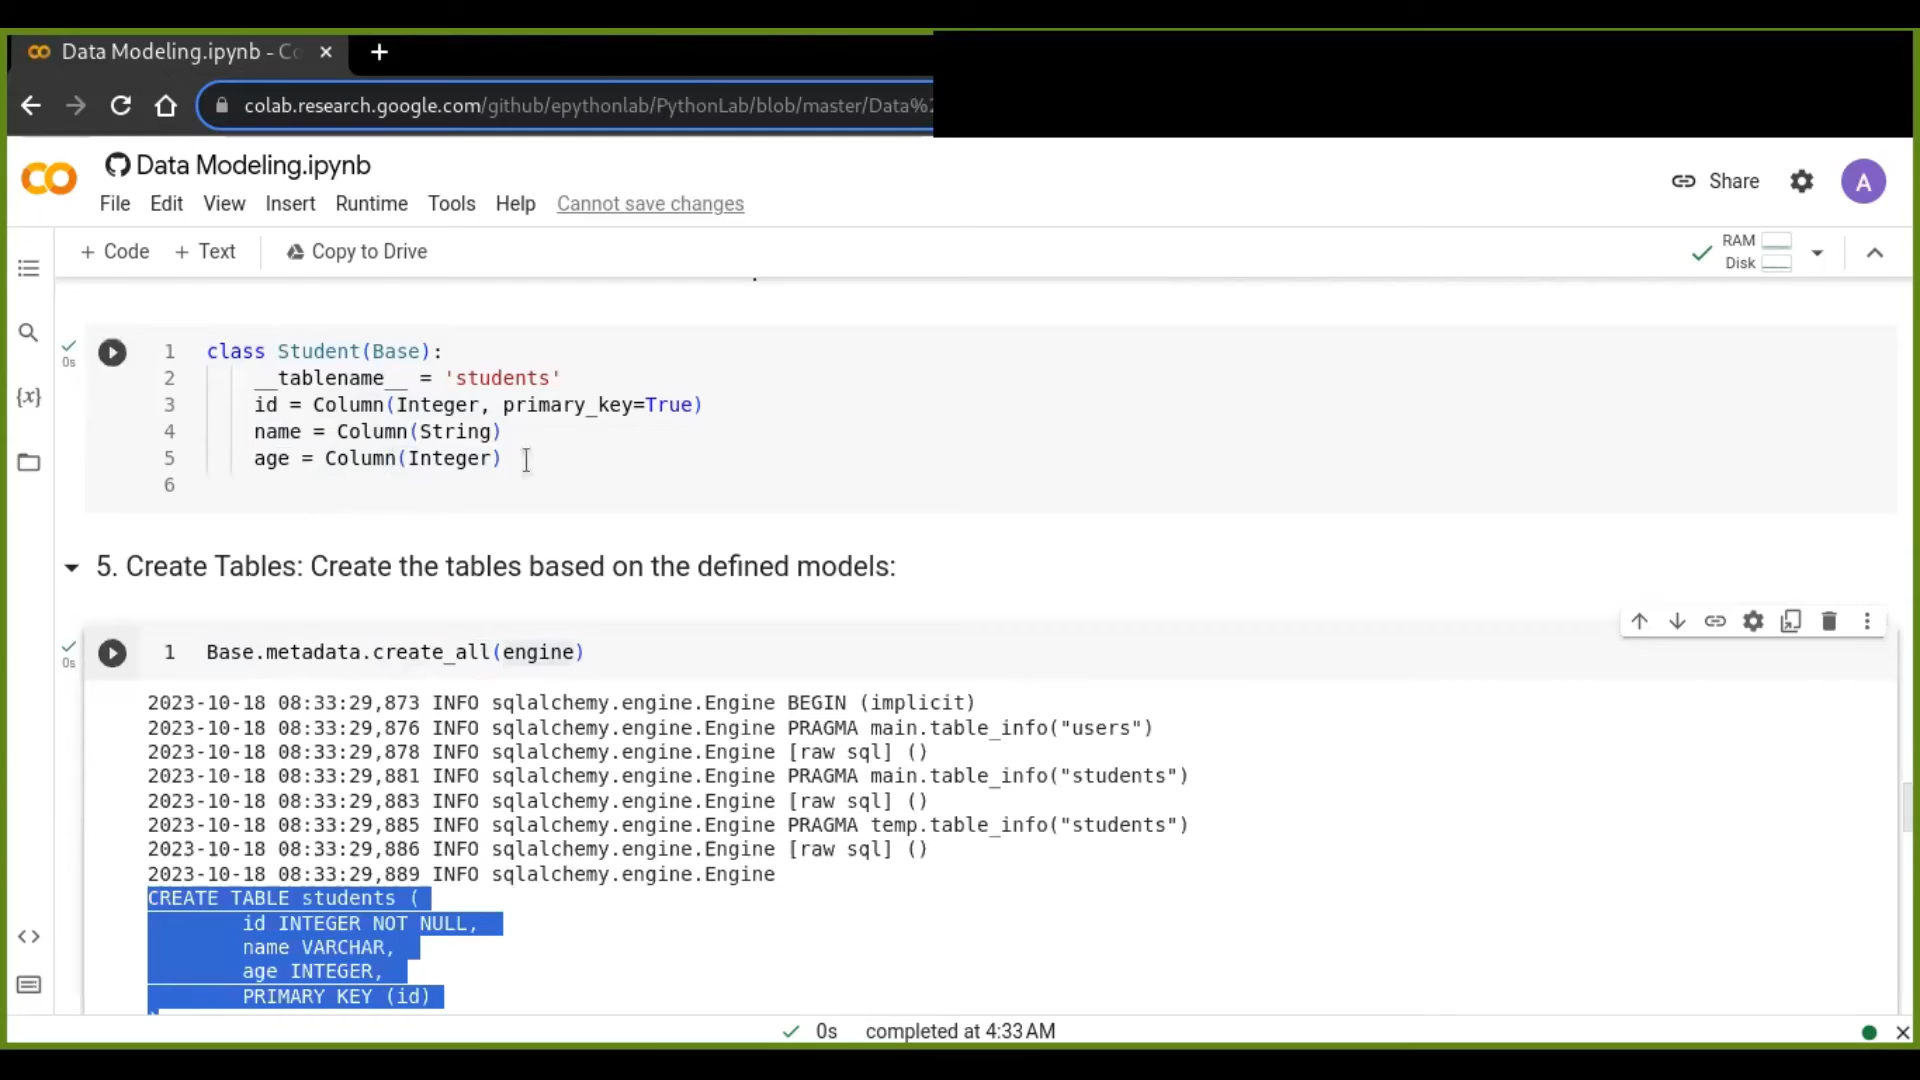 Data Modeling.ipynb - Co
colab.research.google.com/github/epythonlab/PythonLab/blob/master/Data%2
Data Modeling.ipynb
File Edit View Insert Runtime Tools Help Cannot save changes
Share
A
+ Code + Text Copy to Drive
RAM
Disk
0s
1 class Student(Base):
2 __tablename__ = 'students'
3 id = Column(Integer, primary_key=True)
4 name = Column(String)
5 age = Column(Integer)
6
{x}
5. Create Tables: Create the tables based on the defined models:
0s
1 Base.metadata.create_all(engine)
2023-10-18 08:33:29,873 INFO sqlalchemy.engine.Engine BEGIN (implicit)
2023-10-18 08:33:29,876 INFO sqlalchemy.engine.Engine PRAGMA main.table_info("users")
2023-10-18 08:33:29,878 INFO sqlalchemy.engine.Engine [raw sql] ()
2023-10-18 08:33:29,881 INFO sqlalchemy.engine.Engine PRAGMA main.table_info("students")
2023-10-18 08:33:29,883 INFO sqlalchemy.engine.Engine [raw sql] ()
2023-10-18 08:33:29,885 INFO sqlalchemy.engine.Engine PRAGMA temp.table_info("students")
2023-10-18 08:33:29,886 INFO sqlalchemy.engine.Engine [raw sql] ()
2023-10-18 08:33:29,889 INFO sqlalchemy.engine.Engine
CREATE TABLE students (
id INTEGER NOT NULL,
name VARCHAR,
age INTEGER,
PRIMARY KEY (id)
0s completed at 4:33 AM